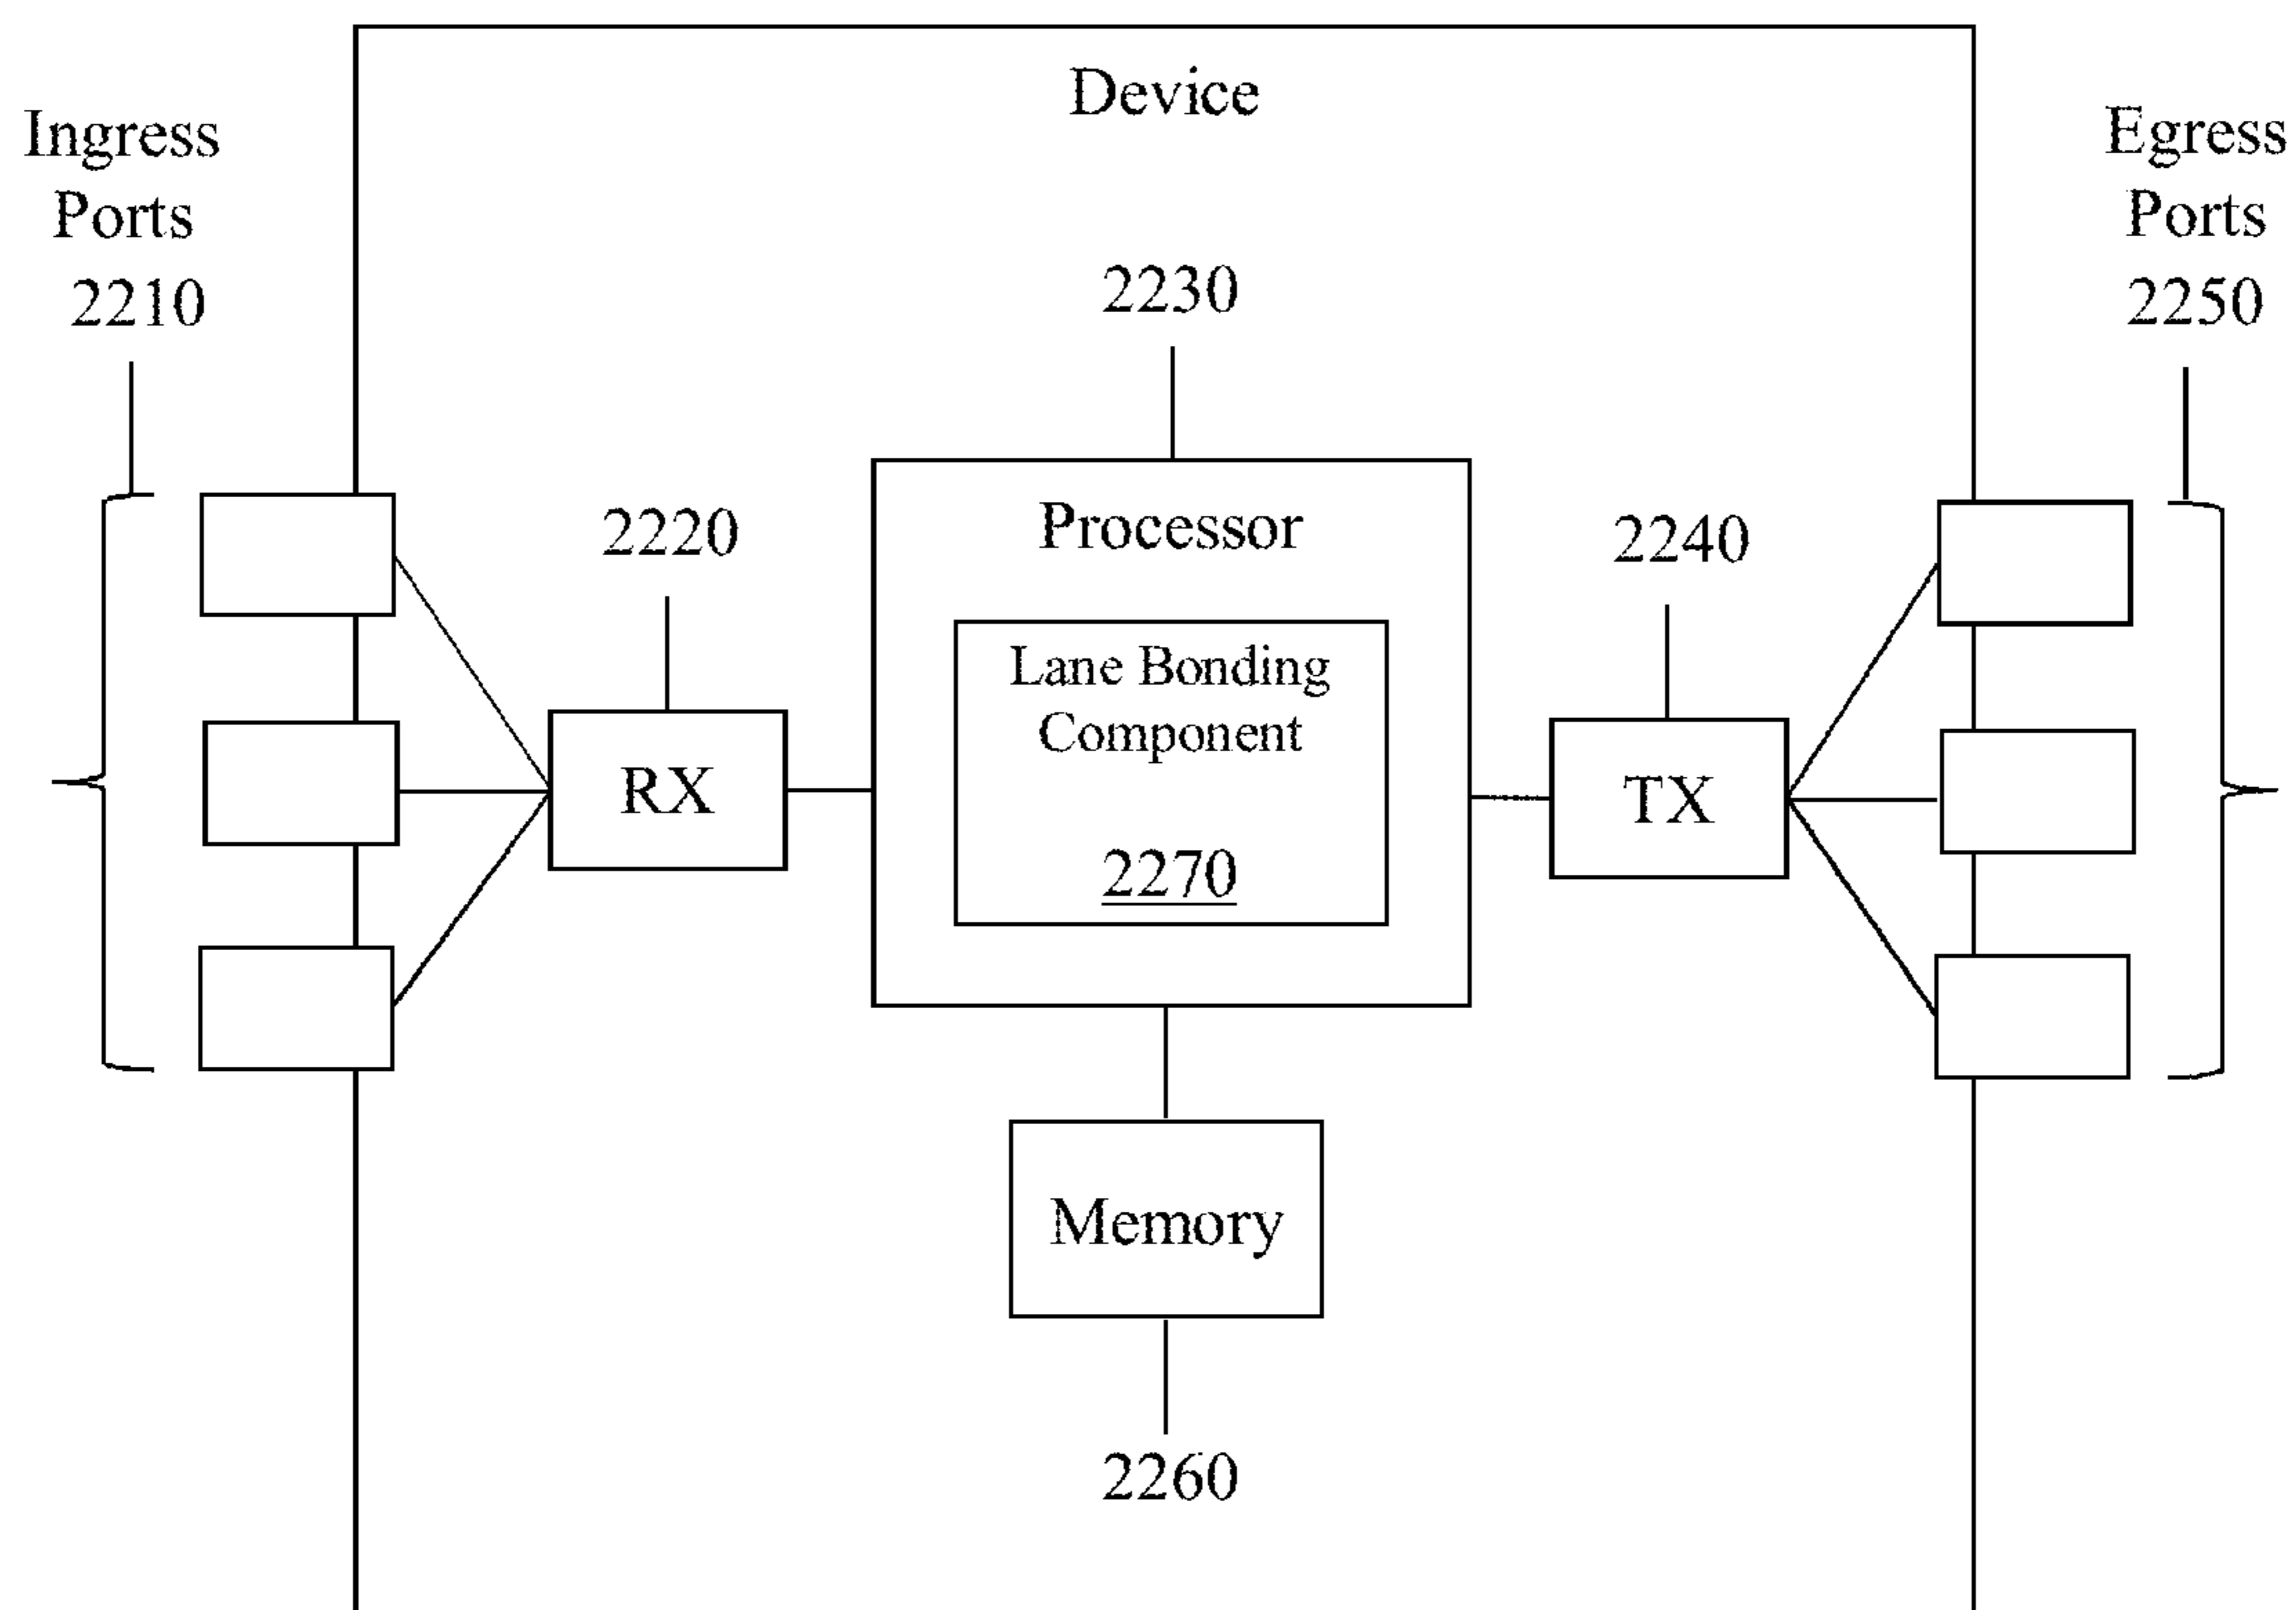 Device
Ingress
Ports
2210
Egress
Ports
2250
2230
2220
Processor
2240
Lane Bonding
Component
2270
RX
TX
Memory
2260